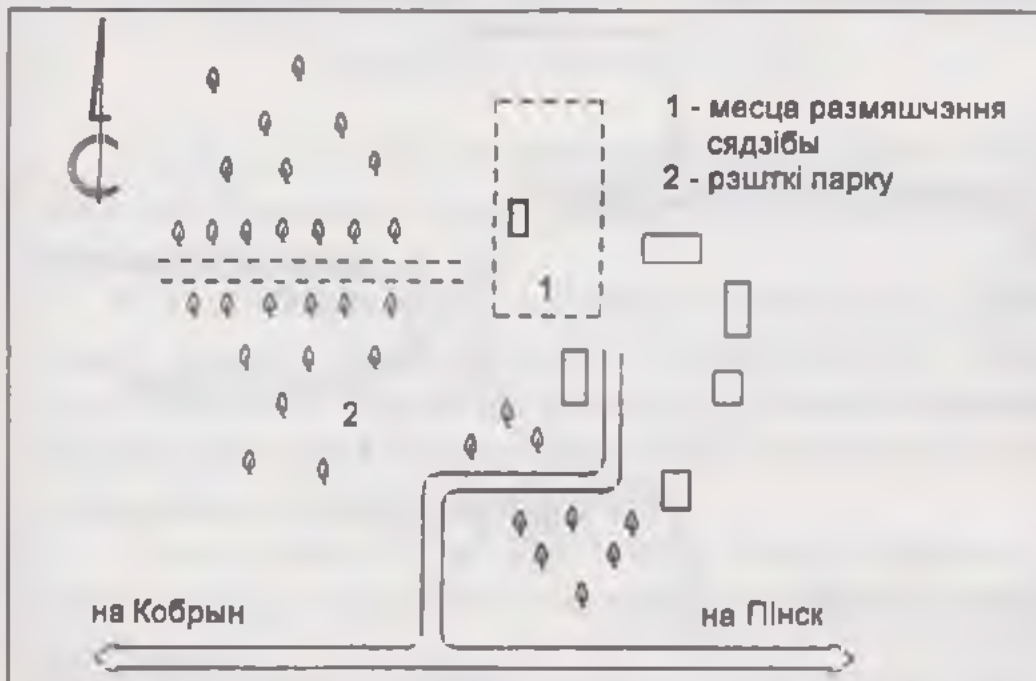 1 - месца размяшчэння
сядзібы
2 - рэшткі парку
1
2
на Кобрын
на Пінск